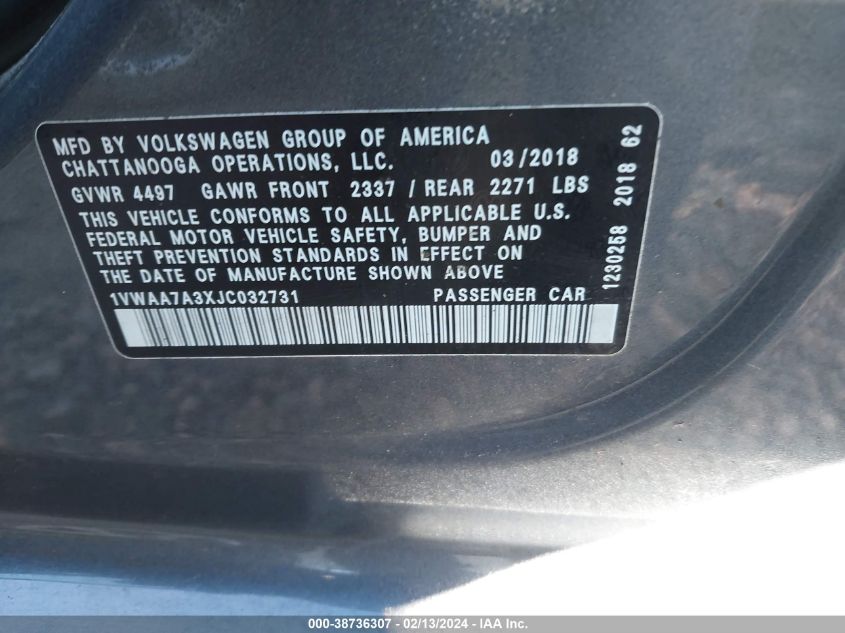 MFD BY VOLKSWAGEN GROUP OF AMERICA
CHATTANOOGA OPERATIONS, LLC. 03/2018
GVWR 4497 GAWR FRONT 2337 / REAR 2271 LBS
THIS VEHICLE CONFORMS TO ALL APPLICABLE U.S.
FEDERAL MOTOR VEHICLE SAFETY, BUMPER AND
THEFT PREVENTION STANDARDS IN EFFECT ON
THE DATE OF MANUFACTURE SHOWN ABOVE
1VWAA7A3XJC032731 PASSENGER CAR
1230258 2018 62
000-38736307 - 02/13/2024 - IAA Inc.